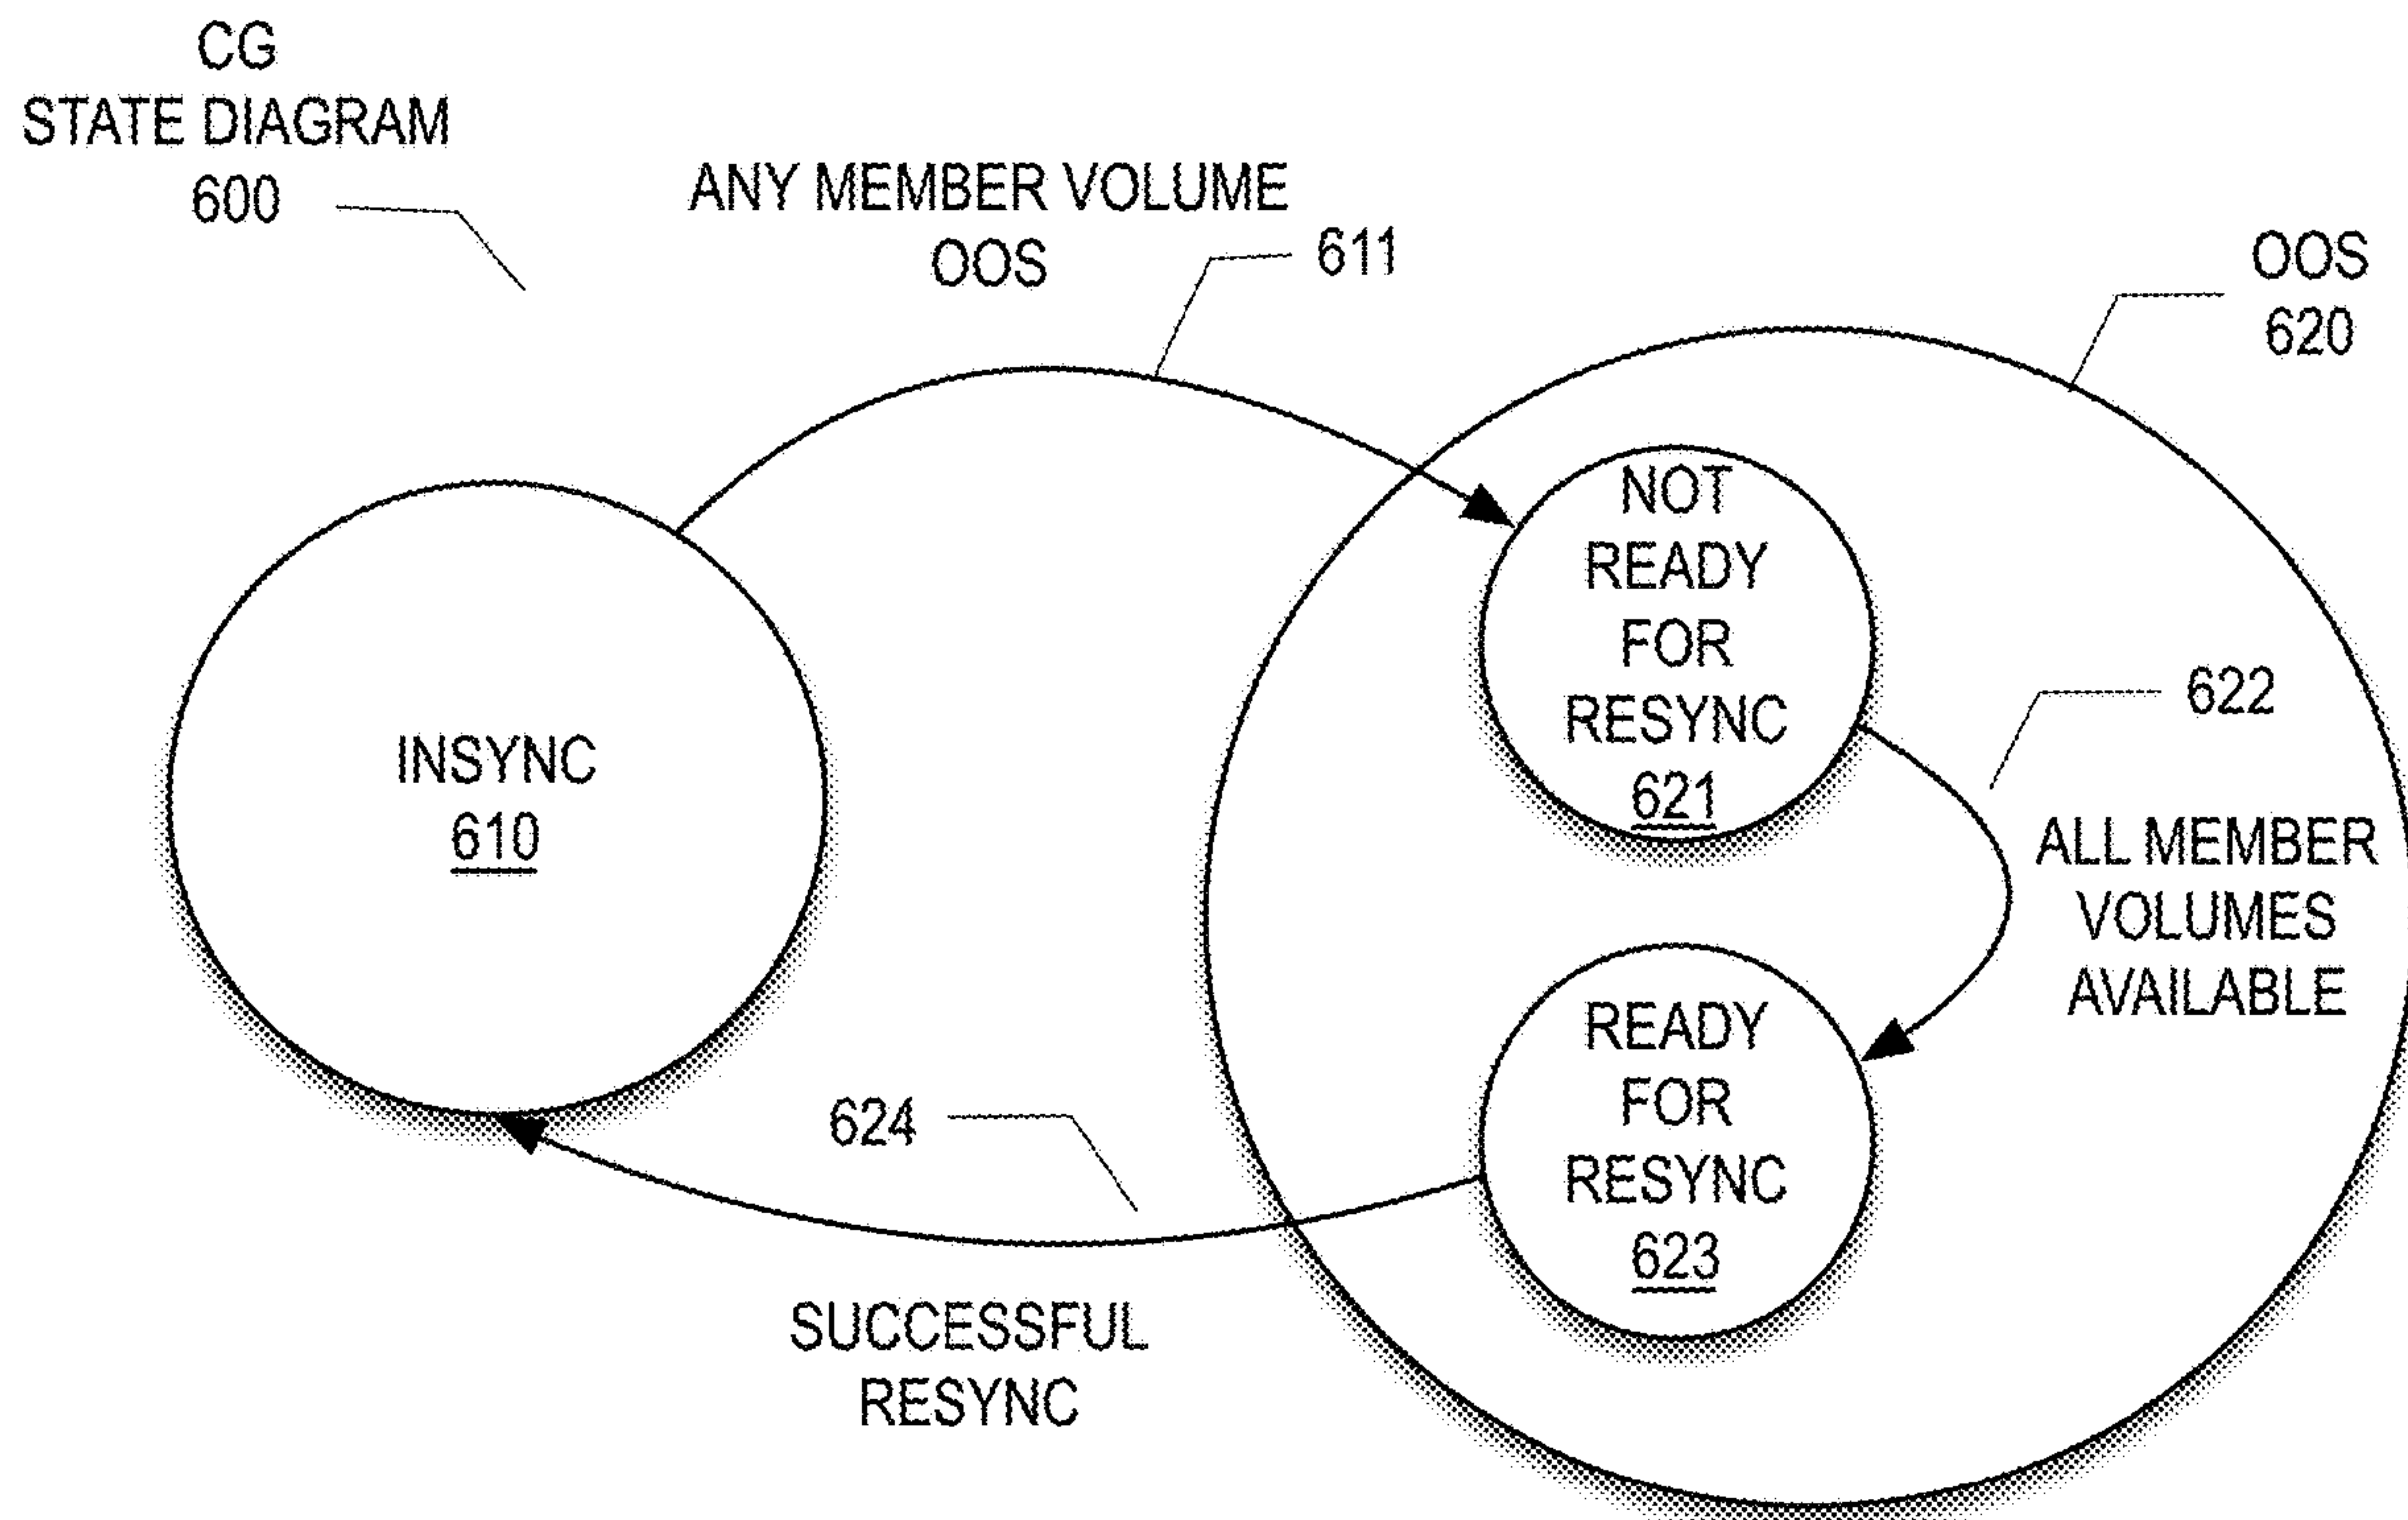 CG
STATE DIAGRAM
600
ANY MEMBER VOLUME
OOS
611
OOS
620
INSYNC
610
NOT
READY
FOR
RESYNC
621
622
ALL MEMBER
VOLUMES
AVAILABLE
READY
FOR
RESYNC
623
624
SUCCESSFUL
RESYNC